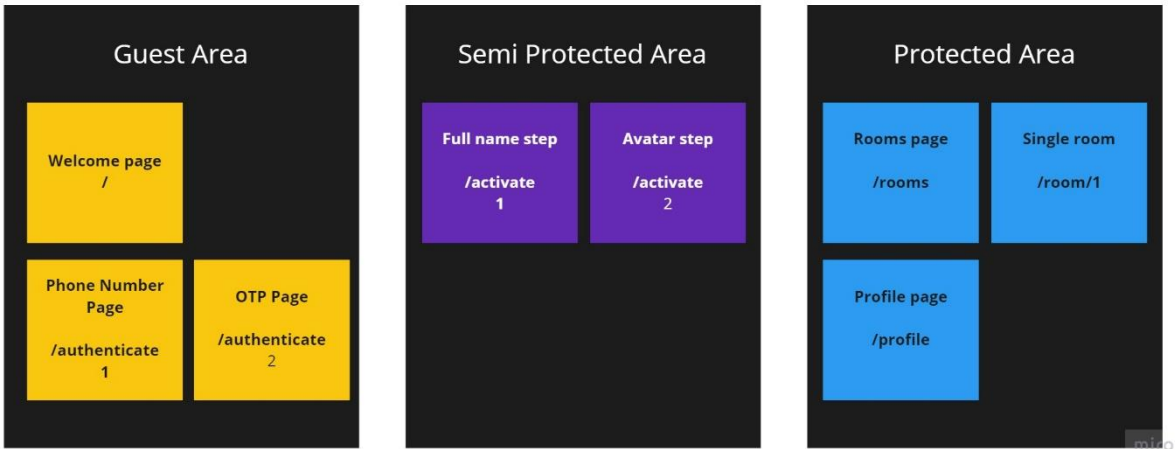 Guest Area
Welcome page
/
Phone Number
Page
/authenticate
1
OTP Page
/authenticate
2
Semi Protected Area
Full name step
/activate
1
Avatar step
/activate
2
Protected Area
Rooms page
/rooms
Single room
/room/1
Profile page
/profile
miro